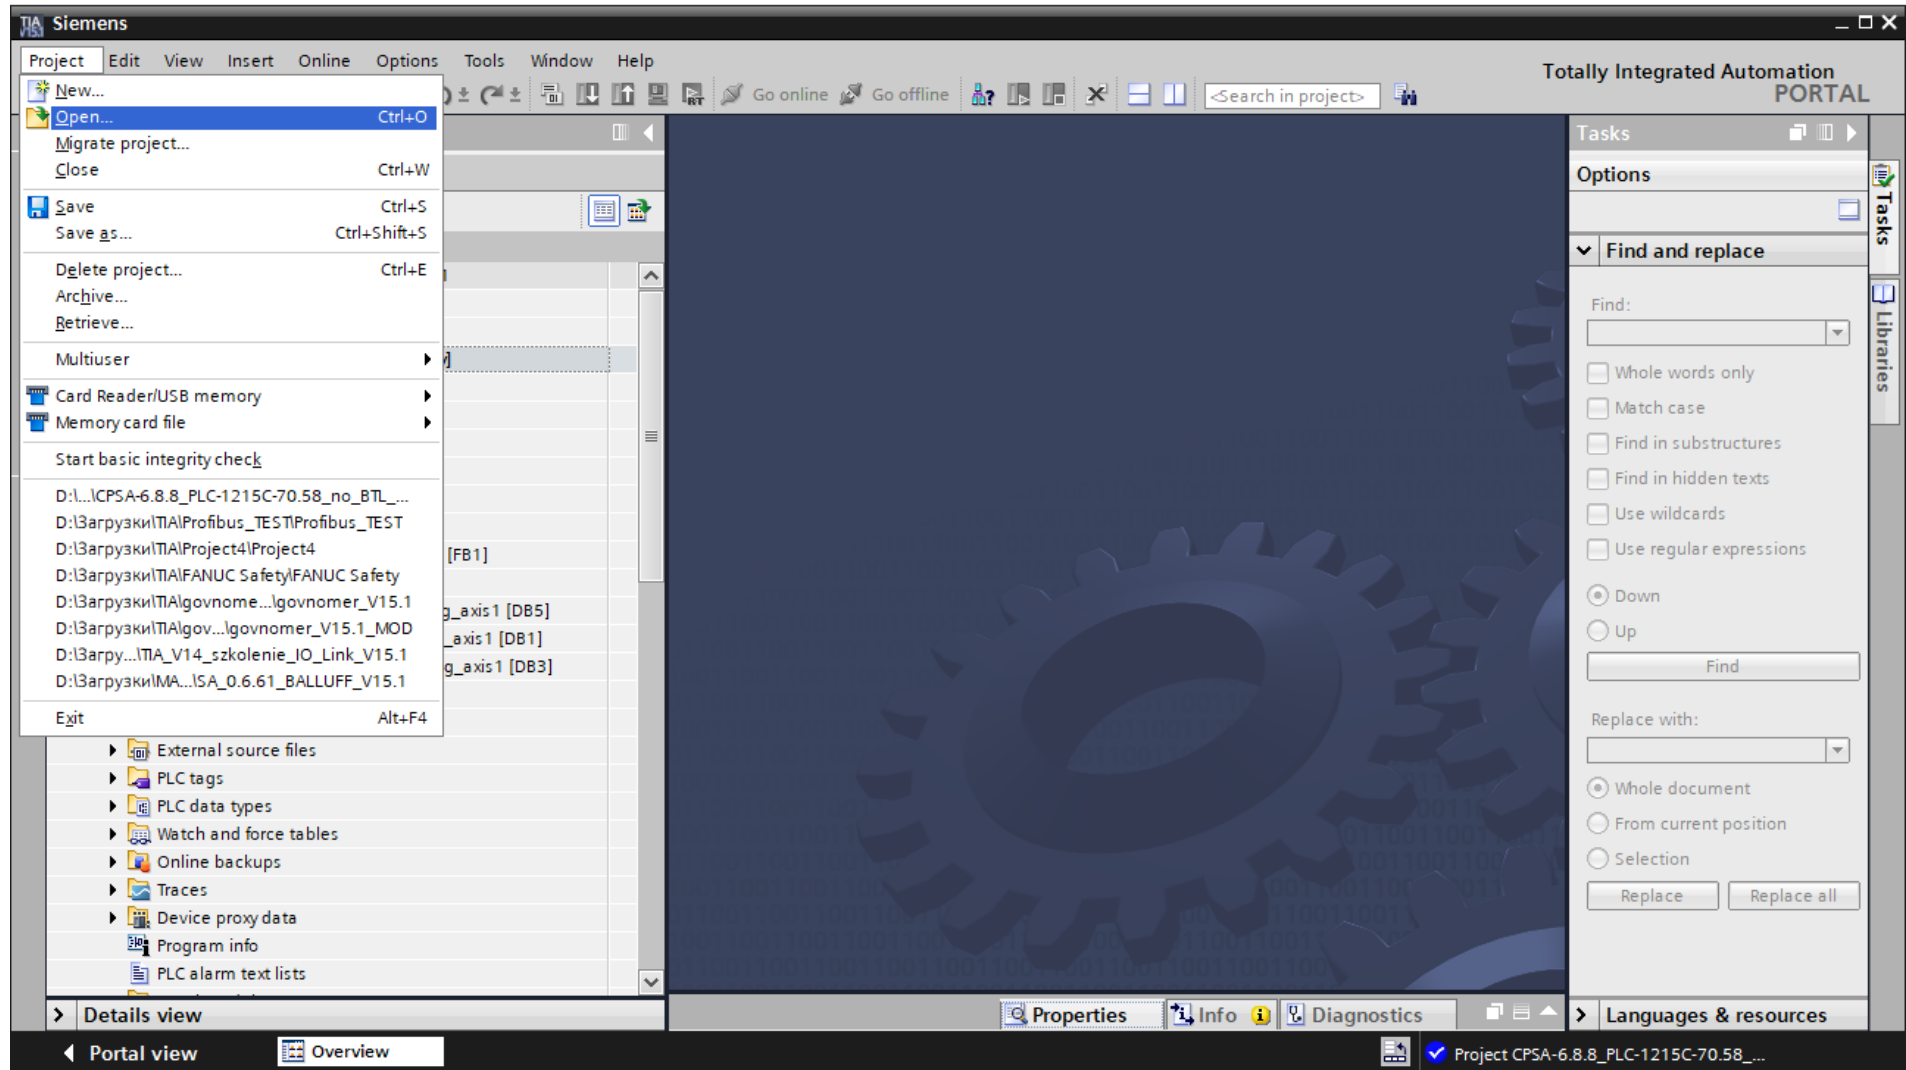 Siemens
Project Edit View Insert Online Options Tools Window Help
Totally Integrated Automation
PORTAL
New...
Go online Go offline <Search in project>
Open... Ctrl+O
Migrate project...
Close Ctrl+W
Save Ctrl+S
Save as... Ctrl+Shift+S
Delete project... Ctrl+E
Archive...
Retrieve...
Multiuser
Card Reader/USB memory
Memory card file
Start basic integrity check
D:\...\CPSA-6.8.8_PLC-1215C-70.58_no_BTL_...
D:\Загрузки\TIA\Profibus_TEST\Profibus_TEST
D:\Загрузки\TIA\Project4\Project4
D:\Загрузки\TIA\FANUC Safety\FANUC Safety
D:\Загрузки\TIA\govnome...\govnomer_V15.1
D:\Загрузки\TIA\gov...\govnomer_V15.1_MOD
D:\Загру...\TIA_V14_szkolenie_IO_Link_V15.1
D:\Загрузки\MA...\SA_0.6.61_BALLUFF_V15.1
Exit Alt+F4
[FB1]
g_axis1 [DB5]
_axis1 [DB1]
g_axis1 [DB3]
External source files
PLC tags
PLC data types
Watch and force tables
Online backups
Traces
Device proxy data
Program info
PLC alarm text lists
Details view
Portal view
Overview
Properties
Info
Diagnostics
Tasks
Options
Find and replace
Find:
Whole words only
Match case
Find in substructures
Find in hidden texts
Use wildcards
Use regular expressions
Down
Up
Find
Replace with:
Whole document
From current position
Selection
Replace Replace all
Languages & resources
Tasks
Libraries
Project CPSA-6.8.8_PLC-1215C-70.58_...